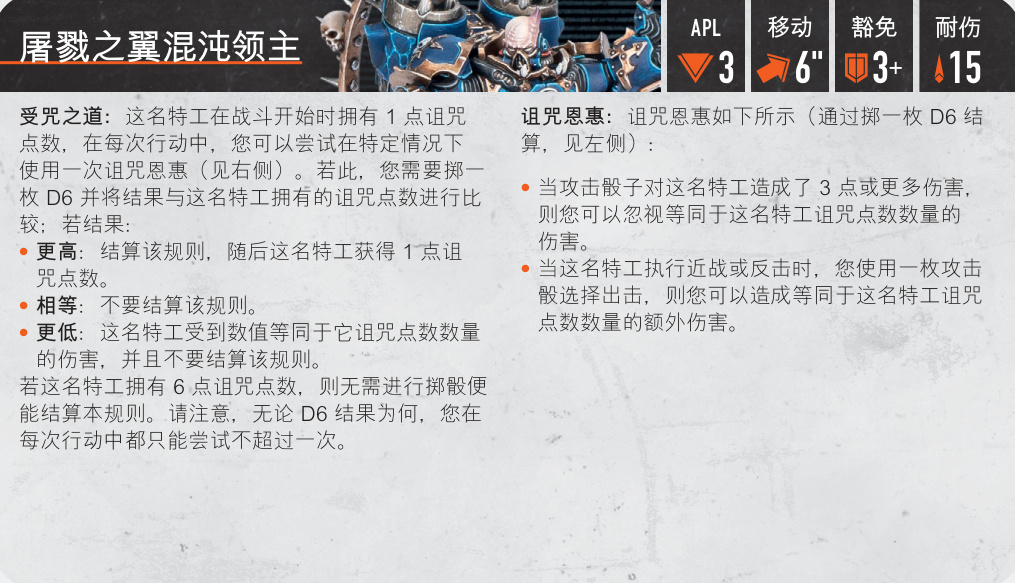 屠戮之翼混沌领主
APL
3
移动
6"
豁免
3+
耐伤
15
受咒之道：这名特工在战斗开始时拥有 1 点诅咒
点数，在每次行动中，您可以尝试在特定情况下
使用一次诅咒恩惠（见右侧）。若此，您需要掷一
枚 D6 并将结果与这名特工拥有的诅咒点数进行比
较；若结果：
• 更高：结算该规则，随后这名特工获得 1 点诅
咒点数。
• 相等：不要结算该规则。
• 更低：这名特工受到数值等同于它诅咒点数数量
的伤害，并且不要结算该规则。
若这名特工拥有 6 点诅咒点数，则无需进行掷骰便
能结算本规则。请注意，无论 D6 结果为何，您在
每次行动中都只能尝试不超过一次。
诅咒恩惠：诅咒恩惠如下所示（通过掷一枚 D6 结
算，见左侧）：
• 当攻击骰子对这名特工造成了 3 点或更多伤害，
则您可以忽视等同于这名特工诅咒点数数量的
伤害。
• 当这名特工执行近战或反击时，您使用一枚攻击
骰选择出击，则您可以造成等同于这名特工诅咒
点数数量的额外伤害。